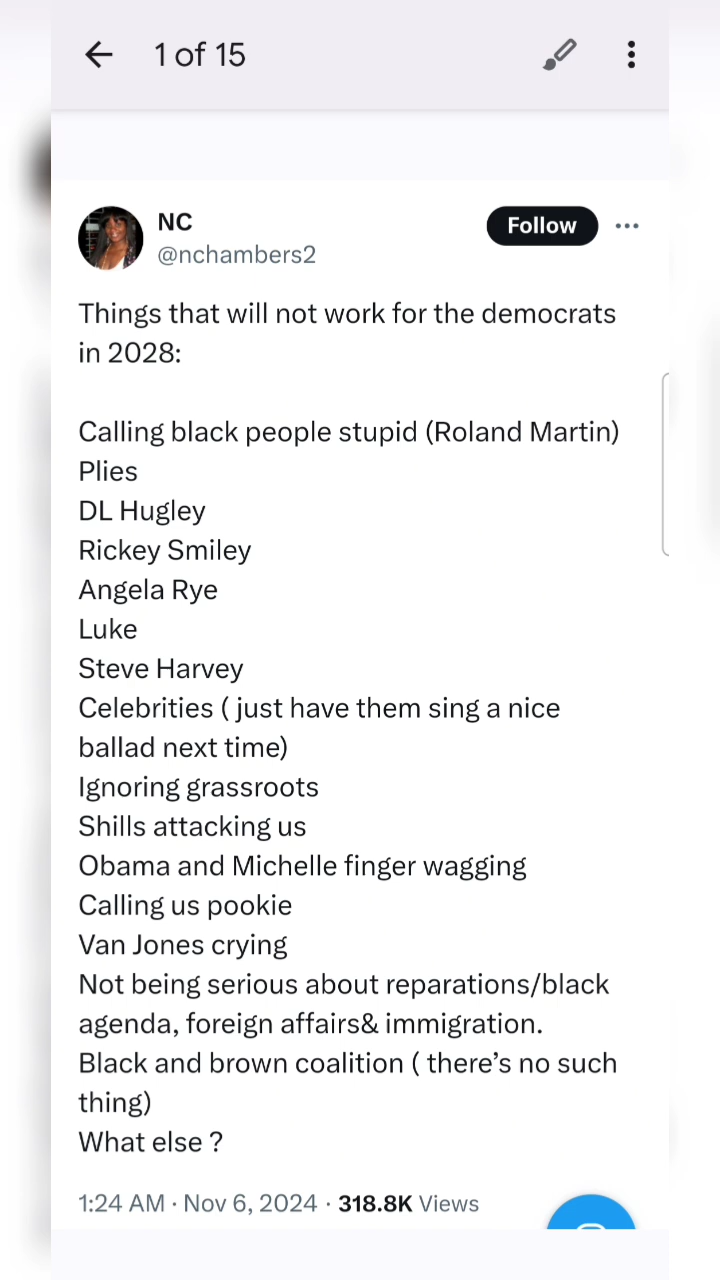 1 of 15
NC
@nchambers2
Follow
Things that will not work for the democrats
in 2028:
Calling black people stupid (Roland Martin)
Plies
DL Hugley
Rickey Smiley
Angela Rye
Luke
Steve Harvey
Celebrities ( just have them sing a nice
ballad next time)
Ignoring grassroots
Shills attacking us
Obama and Michelle finger wagging
Calling us pookie
Van Jones crying
Not being serious about reparations/black
agenda, foreign affairs& immigration.
Black and brown coalition ( there’s no such
thing)
What else ?
1:24 AM · Nov 6, 2024 · 318.8K Views